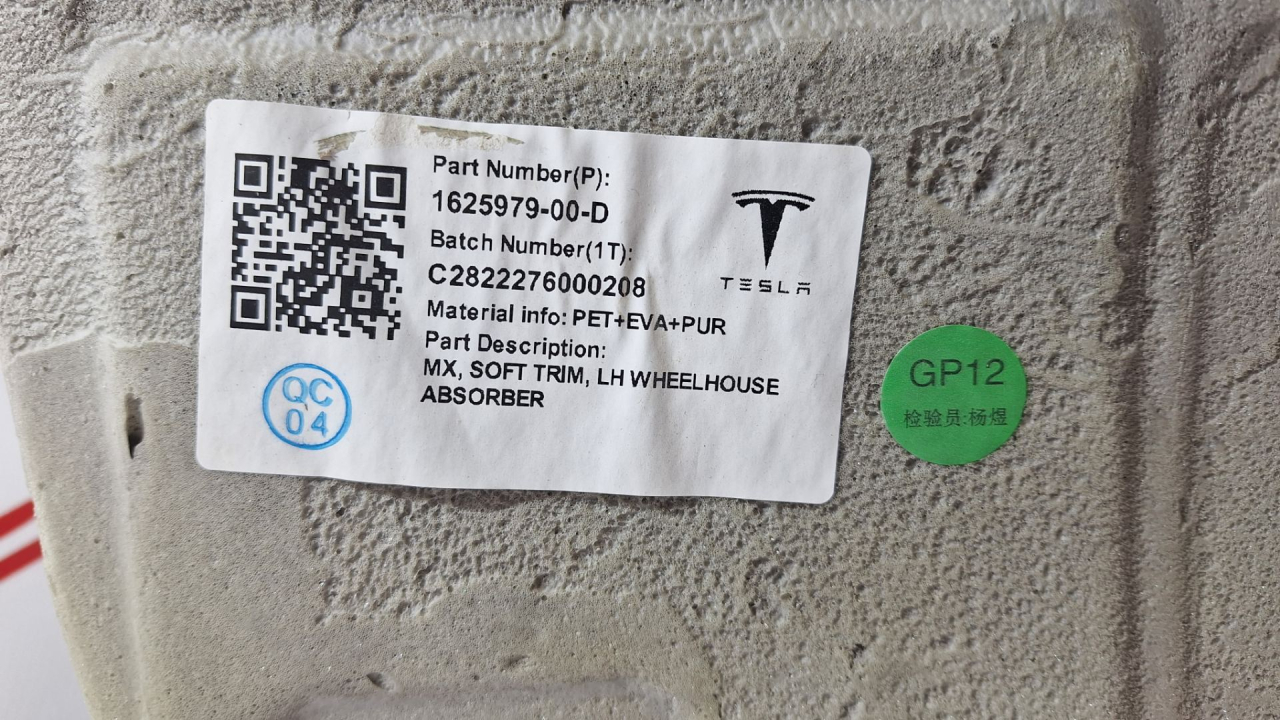 Part Number(P):
1625979-00-D
Batch Number(1T):
C2822276000208
Material info: PET+EVA+PUR
Part Description:
MX, SOFT TRIM, LH WHEELHOUSE
ABSORBER
TESLA
QC
04
GP12
检验员:杨煜